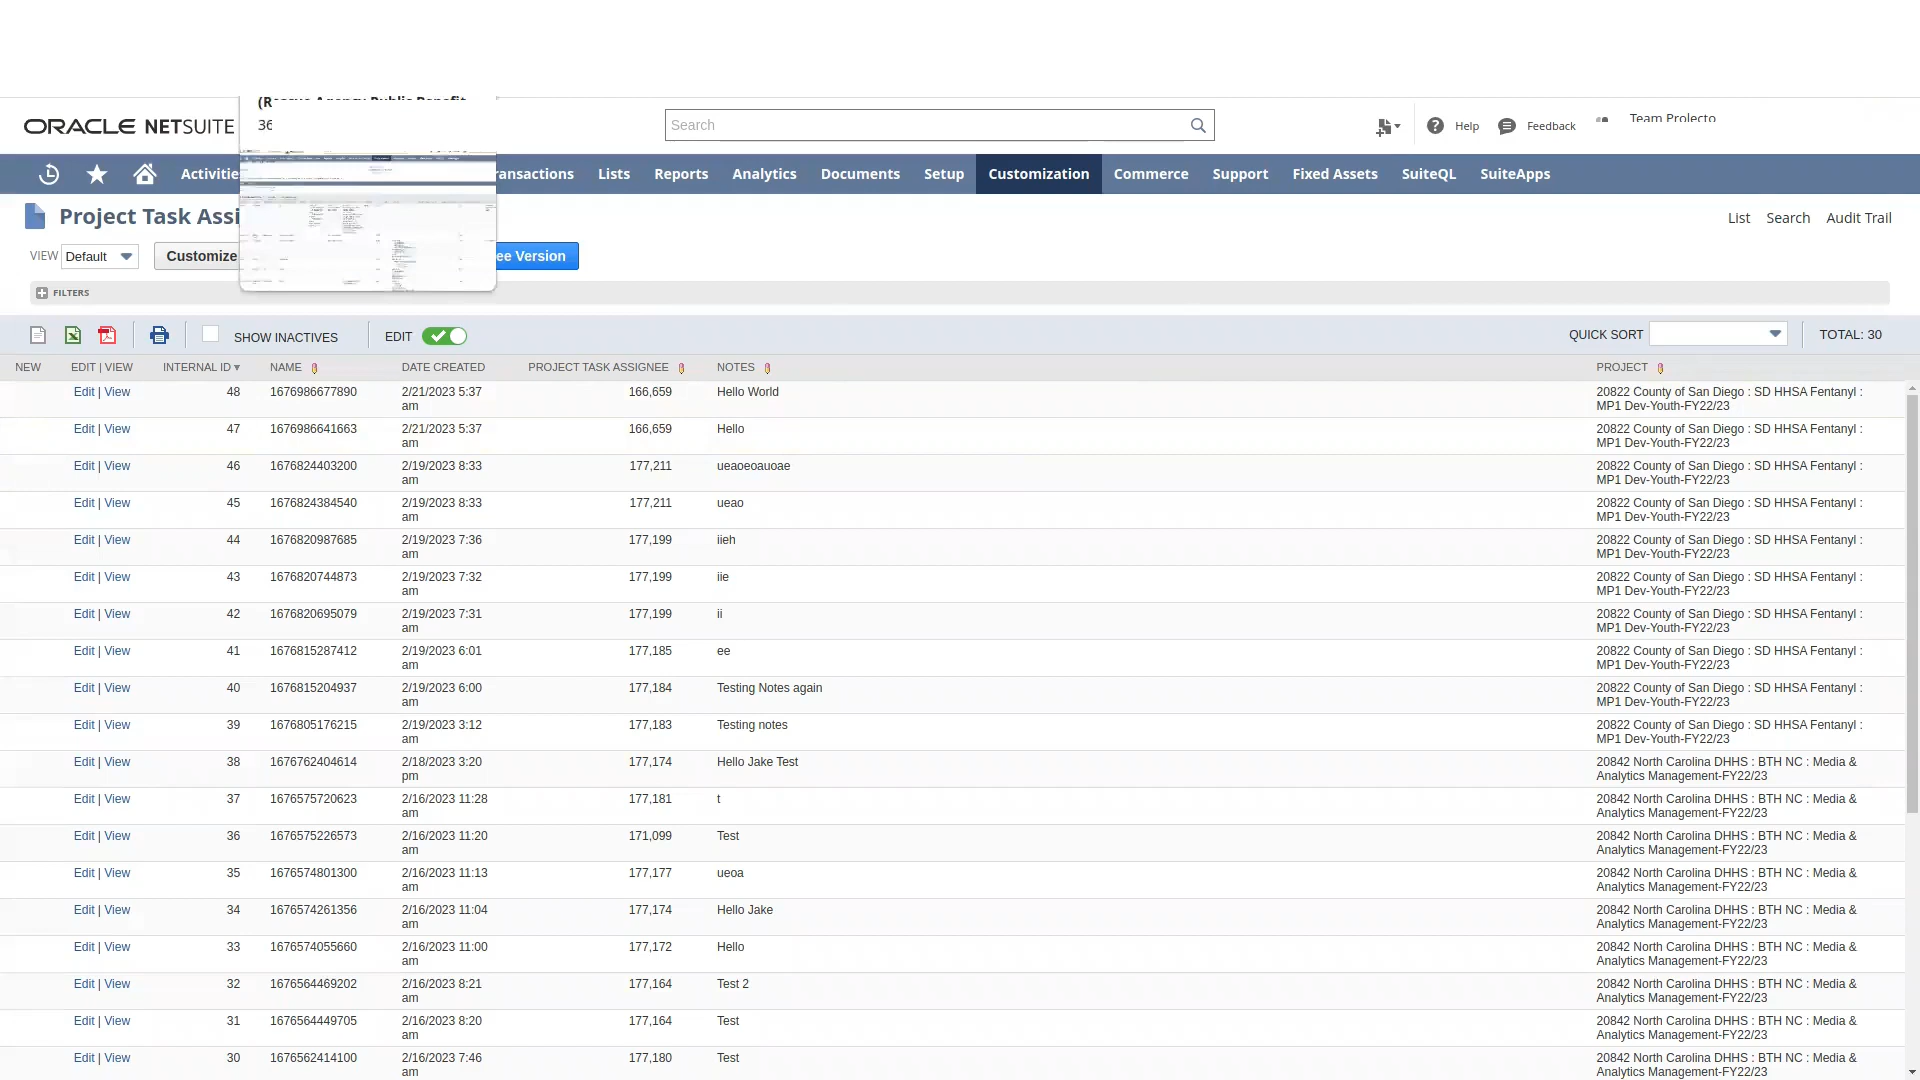 36
ORACLE NETSUITE
Search
Help
Feedback
Team Prolecto
Activitie
ransactions
Lists
Reports
Analytics
Documents
Setup
Customization
Commerce
Support
Fixed Assets
SuiteQL
SuiteApps
Project Task Assi
List
Search
Audit Trail
VIEW
Default
Customize
ee Version
FILTERS
SHOW INACTIVES
EDIT
QUICK SORT
TOTAL: 30
NEW EDIT | VIEW INTERNAL ID NAME DATE CREATED PROJECT TASK ASSIGNEE NOTES PROJECT
Edit | View 48 1676986677890 2/21/2023 5:37 166,659 Hello World 20822 County of San Diego : SD HHSA Fentanyl :
am MP1 Dev-Youth-FY22/23
Edit | View 47 1676986641663 2/21/2023 5:37 166,659 Hello 20822 County of San Diego : SD HHSA Fentanyl :
am MP1 Dev-Youth-FY22/23
Edit | View 46 1676824403200 2/19/2023 8:33 177,211 ueaoeoauoae 20822 County of San Diego : SD HHSA Fentanyl :
am MP1 Dev-Youth-FY22/23
Edit | View 45 1676824384540 2/19/2023 8:33 177,211 ueao 20822 County of San Diego : SD HHSA Fentanyl :
am MP1 Dev-Youth-FY22/23
Edit | View 44 1676820987685 2/19/2023 7:36 177,199 iieh 20822 County of San Diego : SD HHSA Fentanyl :
am MP1 Dev-Youth-FY22/23
Edit | View 43 1676820744873 2/19/2023 7:32 177,199 iie 20822 County of San Diego : SD HHSA Fentanyl :
am MP1 Dev-Youth-FY22/23
Edit | View 42 1676820695079 2/19/2023 7:31 177,199 ii 20822 County of San Diego : SD HHSA Fentanyl :
am MP1 Dev-Youth-FY22/23
Edit | View 41 1676815287412 2/19/2023 6:01 177,185 ee 20822 County of San Diego : SD HHSA Fentanyl :
am MP1 Dev-Youth-FY22/23
Edit | View 40 1676815204937 2/19/2023 6:00 177,184 Testing Notes again 20822 County of San Diego : SD HHSA Fentanyl :
am MP1 Dev-Youth-FY22/23
Edit | View 39 1676805176215 2/19/2023 3:12 177,183 Testing notes 20822 County of San Diego : SD HHSA Fentanyl :
am MP1 Dev-Youth-FY22/23
Edit | View 38 1676762404614 2/18/2023 3:20 177,174 Hello Jake Test 20842 North Carolina DHHS : BTH NC : Media &
pm Analytics Management-FY22/23
Edit | View 37 1676575720623 2/16/2023 11:28 177,181 t 20842 North Carolina DHHS : BTH NC : Media &
am Analytics Management-FY22/23
Edit | View 36 1676575226573 2/16/2023 11:20 171,099 Test 20842 North Carolina DHHS : BTH NC : Media &
am Analytics Management-FY22/23
Edit | View 35 1676574801300 2/16/2023 11:13 177,177 ueoa 20842 North Carolina DHHS : BTH NC : Media &
am Analytics Management-FY22/23
Edit | View 34 1676574261356 2/16/2023 11:04 177,174 Hello Jake 20842 North Carolina DHHS : BTH NC : Media &
am Analytics Management-FY22/23
Edit | View 33 1676574055660 2/16/2023 11:00 177,172 Hello 20842 North Carolina DHHS : BTH NC : Media &
am Analytics Management-FY22/23
Edit | View 32 1676564469202 2/16/2023 8:21 177,164 Test 2 20842 North Carolina DHHS : BTH NC : Media &
am Analytics Management-FY22/23
Edit | View 31 1676564449705 2/16/2023 8:20 177,164 Test 20842 North Carolina DHHS : BTH NC : Media &
am Analytics Management-FY22/23
Edit | View 30 1676562414100 2/16/2023 7:46 177,180 Test 20842 North Carolina DHHS : BTH NC : Media &
am Analytics Management-FY22/23